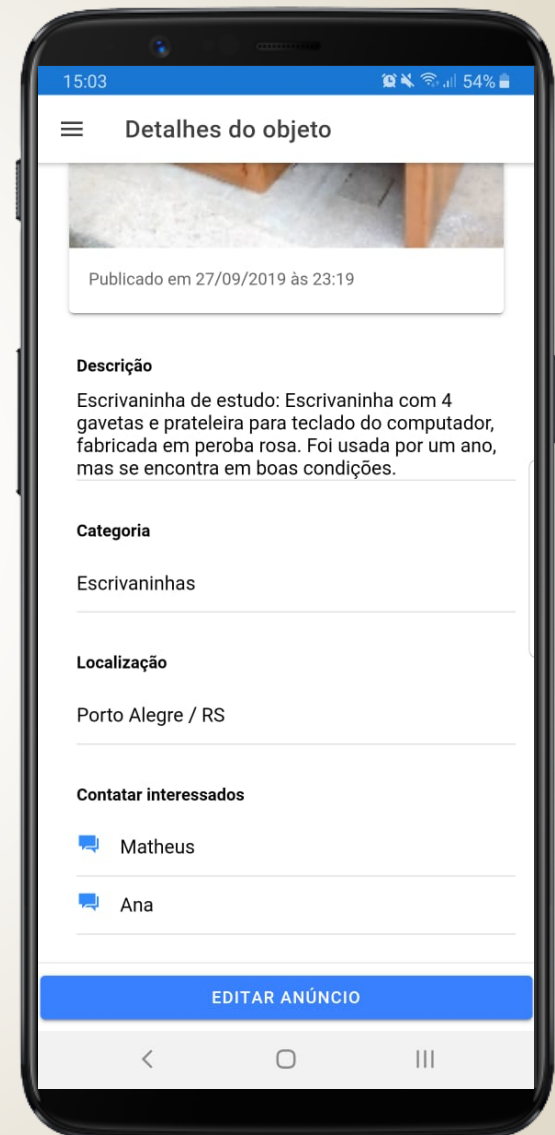 15:03
54%
Detalhes do objeto
Publicado em 27/09/2019 às 23:19
Descrição
Escrivaninha de estudo: Escrivaninha com 4
gavetas e prateleira para teclado do computador,
fabricada em peroba rosa. Foi usada por um ano,
mas se encontra em boas condições.
Categoria
Escrivaninhas
Localização
Porto Alegre / RS
Contatar interessados
Matheus
Ana
EDITAR ANÚNCIO